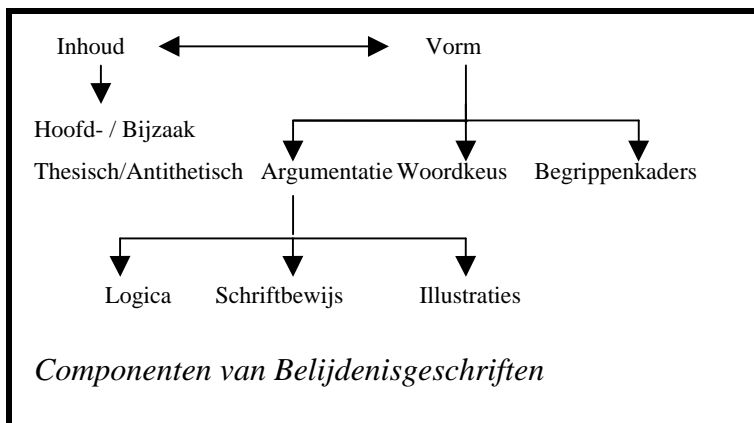 Inhoud Vorm
Hoofd- / Bijzaak
Thesisch/Antithetisch Argumentatie Woordkeus Begrippenkaders
Logica Schriftbewijs Illustraties
Componenten van Belijdenisgeschriften